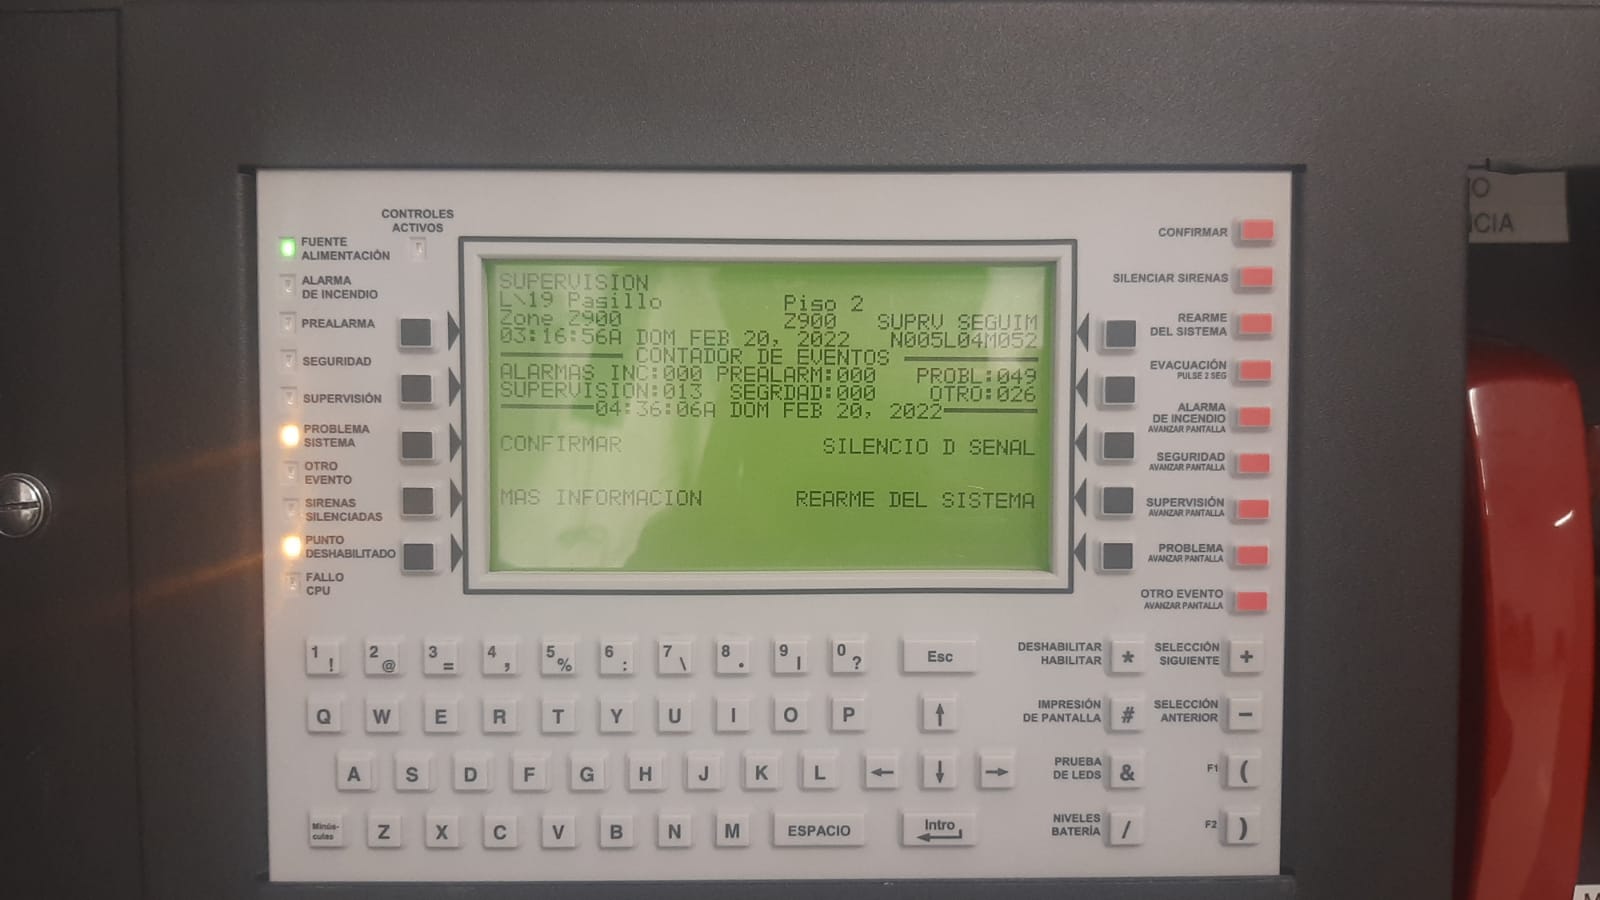 CONTROLES
ACTIVOS
FUENTE
ALIMENTACIÓN
ALARMA
DE INCENDIO
PREALARMA
SEGURIDAD
SUPERVISIÓN
PROBLEMA
SISTEMA
OTRO
EVENTO
SIRENAS
SILENCIADAS
PUNTO
DESHABILITADO
FALLO
CPU
SUPERVISION
L\19 Pasillo Piso 2
Zone Z900 Z900 SUPRV SEGUIM
03:16:56A DOM FEB 20, 2022 N005L04M052
CONTADOR DE EVENTOS
ALARMAS INC:000 PREALARM:000 PROBL:049
SUPERVISION:013 SEGRDAD:000 OTRO:026
04:36:06A DOM FEB 20, 2022
CONFIRMAR SILENCIO D SENAL
MAS INFORMACION REARME DEL SISTEMA
CONFIRMAR
SILENCIAR SIRENAS
REARME
DEL SISTEMA
EVACUACIÓN
PULSE 2 SEG
ALARMA
DE INCENDIO
AVANZAR PANTALLA
SEGURIDAD
AVANZAR PANTALLA
SUPERVISIÓN
AVANZAR PANTALLA
PROBLEMA
AVANZAR PANTALLA
OTRO EVENTO
AVANZAR PANTALLA
O
CIA
1 ! 2 @ 3 = 4 , 5 % 6 : 7 \ 8 . 9 | 0 ? Esc
DESHABILITAR
HABILITAR *
SELECCIÓN
SIGUIENTE +
Q W E R T Y U I O P ↑
IMPRESIÓN
DE PANTALLA #
SELECCIÓN
ANTERIOR −
A S D F G H J K L ← ↓ →
PRUEBA
DE LEDS &
F1 (
Minús-
culas Z X C V B N M ESPACIO Intro
NIVELES
BATERÍA /
F2 )